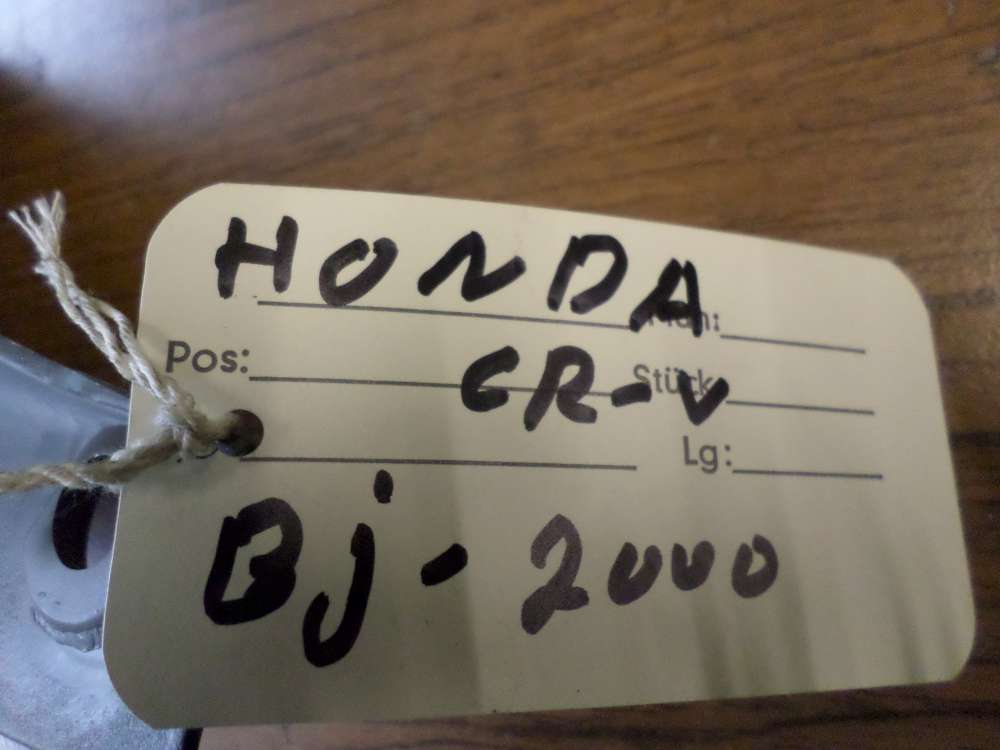 HONDA
Pos: CR-V Stück
Lg:
Bj-2000